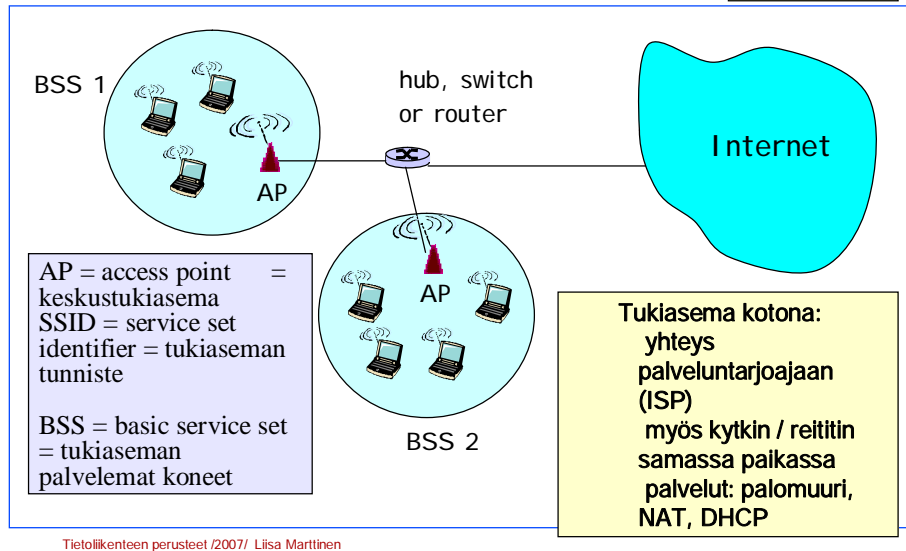 BSS 1
hub, switch
or router
Internet
AP
AP
BSS 2
AP = access point =
keskustukiasema
SSID = service set
identifier = tukiaseman
tunniste
BSS = basic service set
= tukiaseman
palvelemat koneet
Tukiasema kotona:
yhteys
palveluntarjoajaan
(ISP)
myös kytkin / reititin
samassa paikassa
palvelut: palomuuri,
NAT, DHCP
Tietoliikenteen perusteet /2007/ Liisa Marttinen